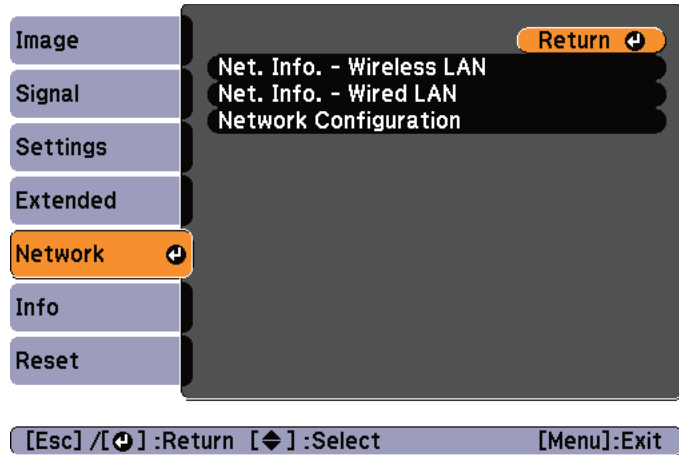 Image
Signal
Settings
Extended
Network
Info
Reset
Return
Net. Info. - Wireless LAN
Net. Info. - Wired LAN
Network Configuration
[Esc] /[⏎] :Return [◆] :Select [Menu]:Exit